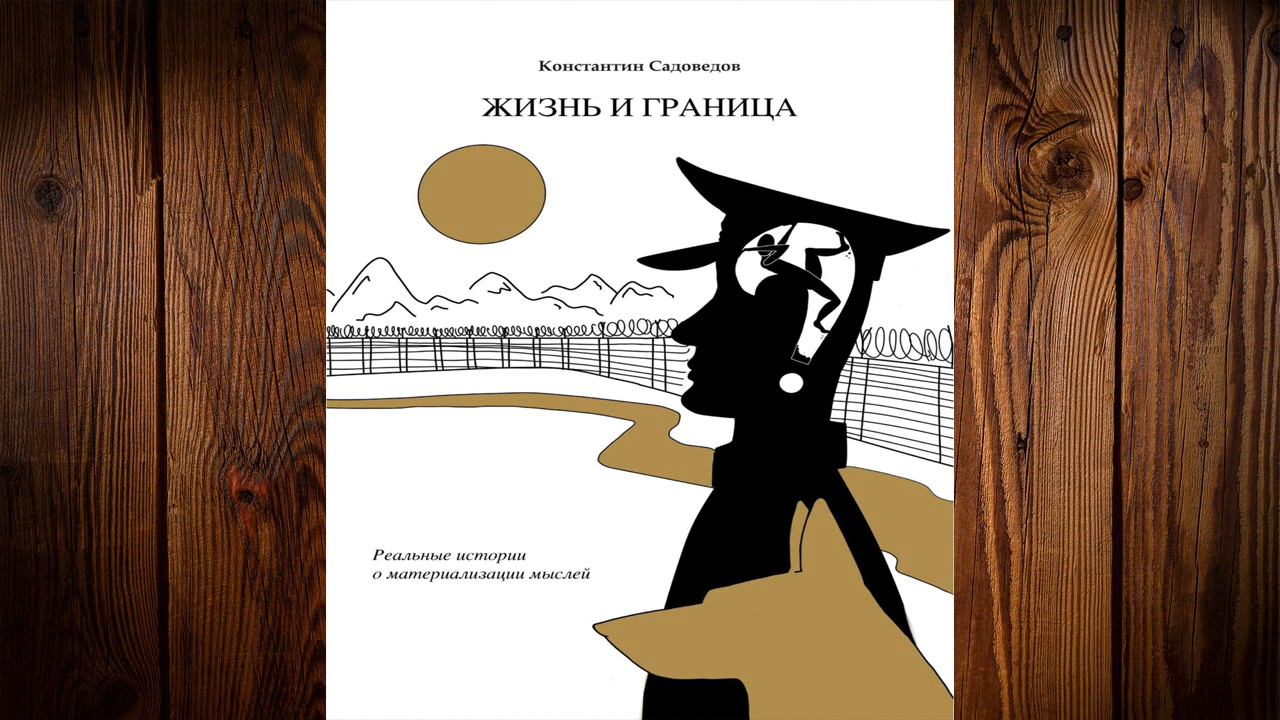 Константин Садоведов
ЖИЗНЬ И ГРАНИЦА
Реальные истории
о материализации мыслей